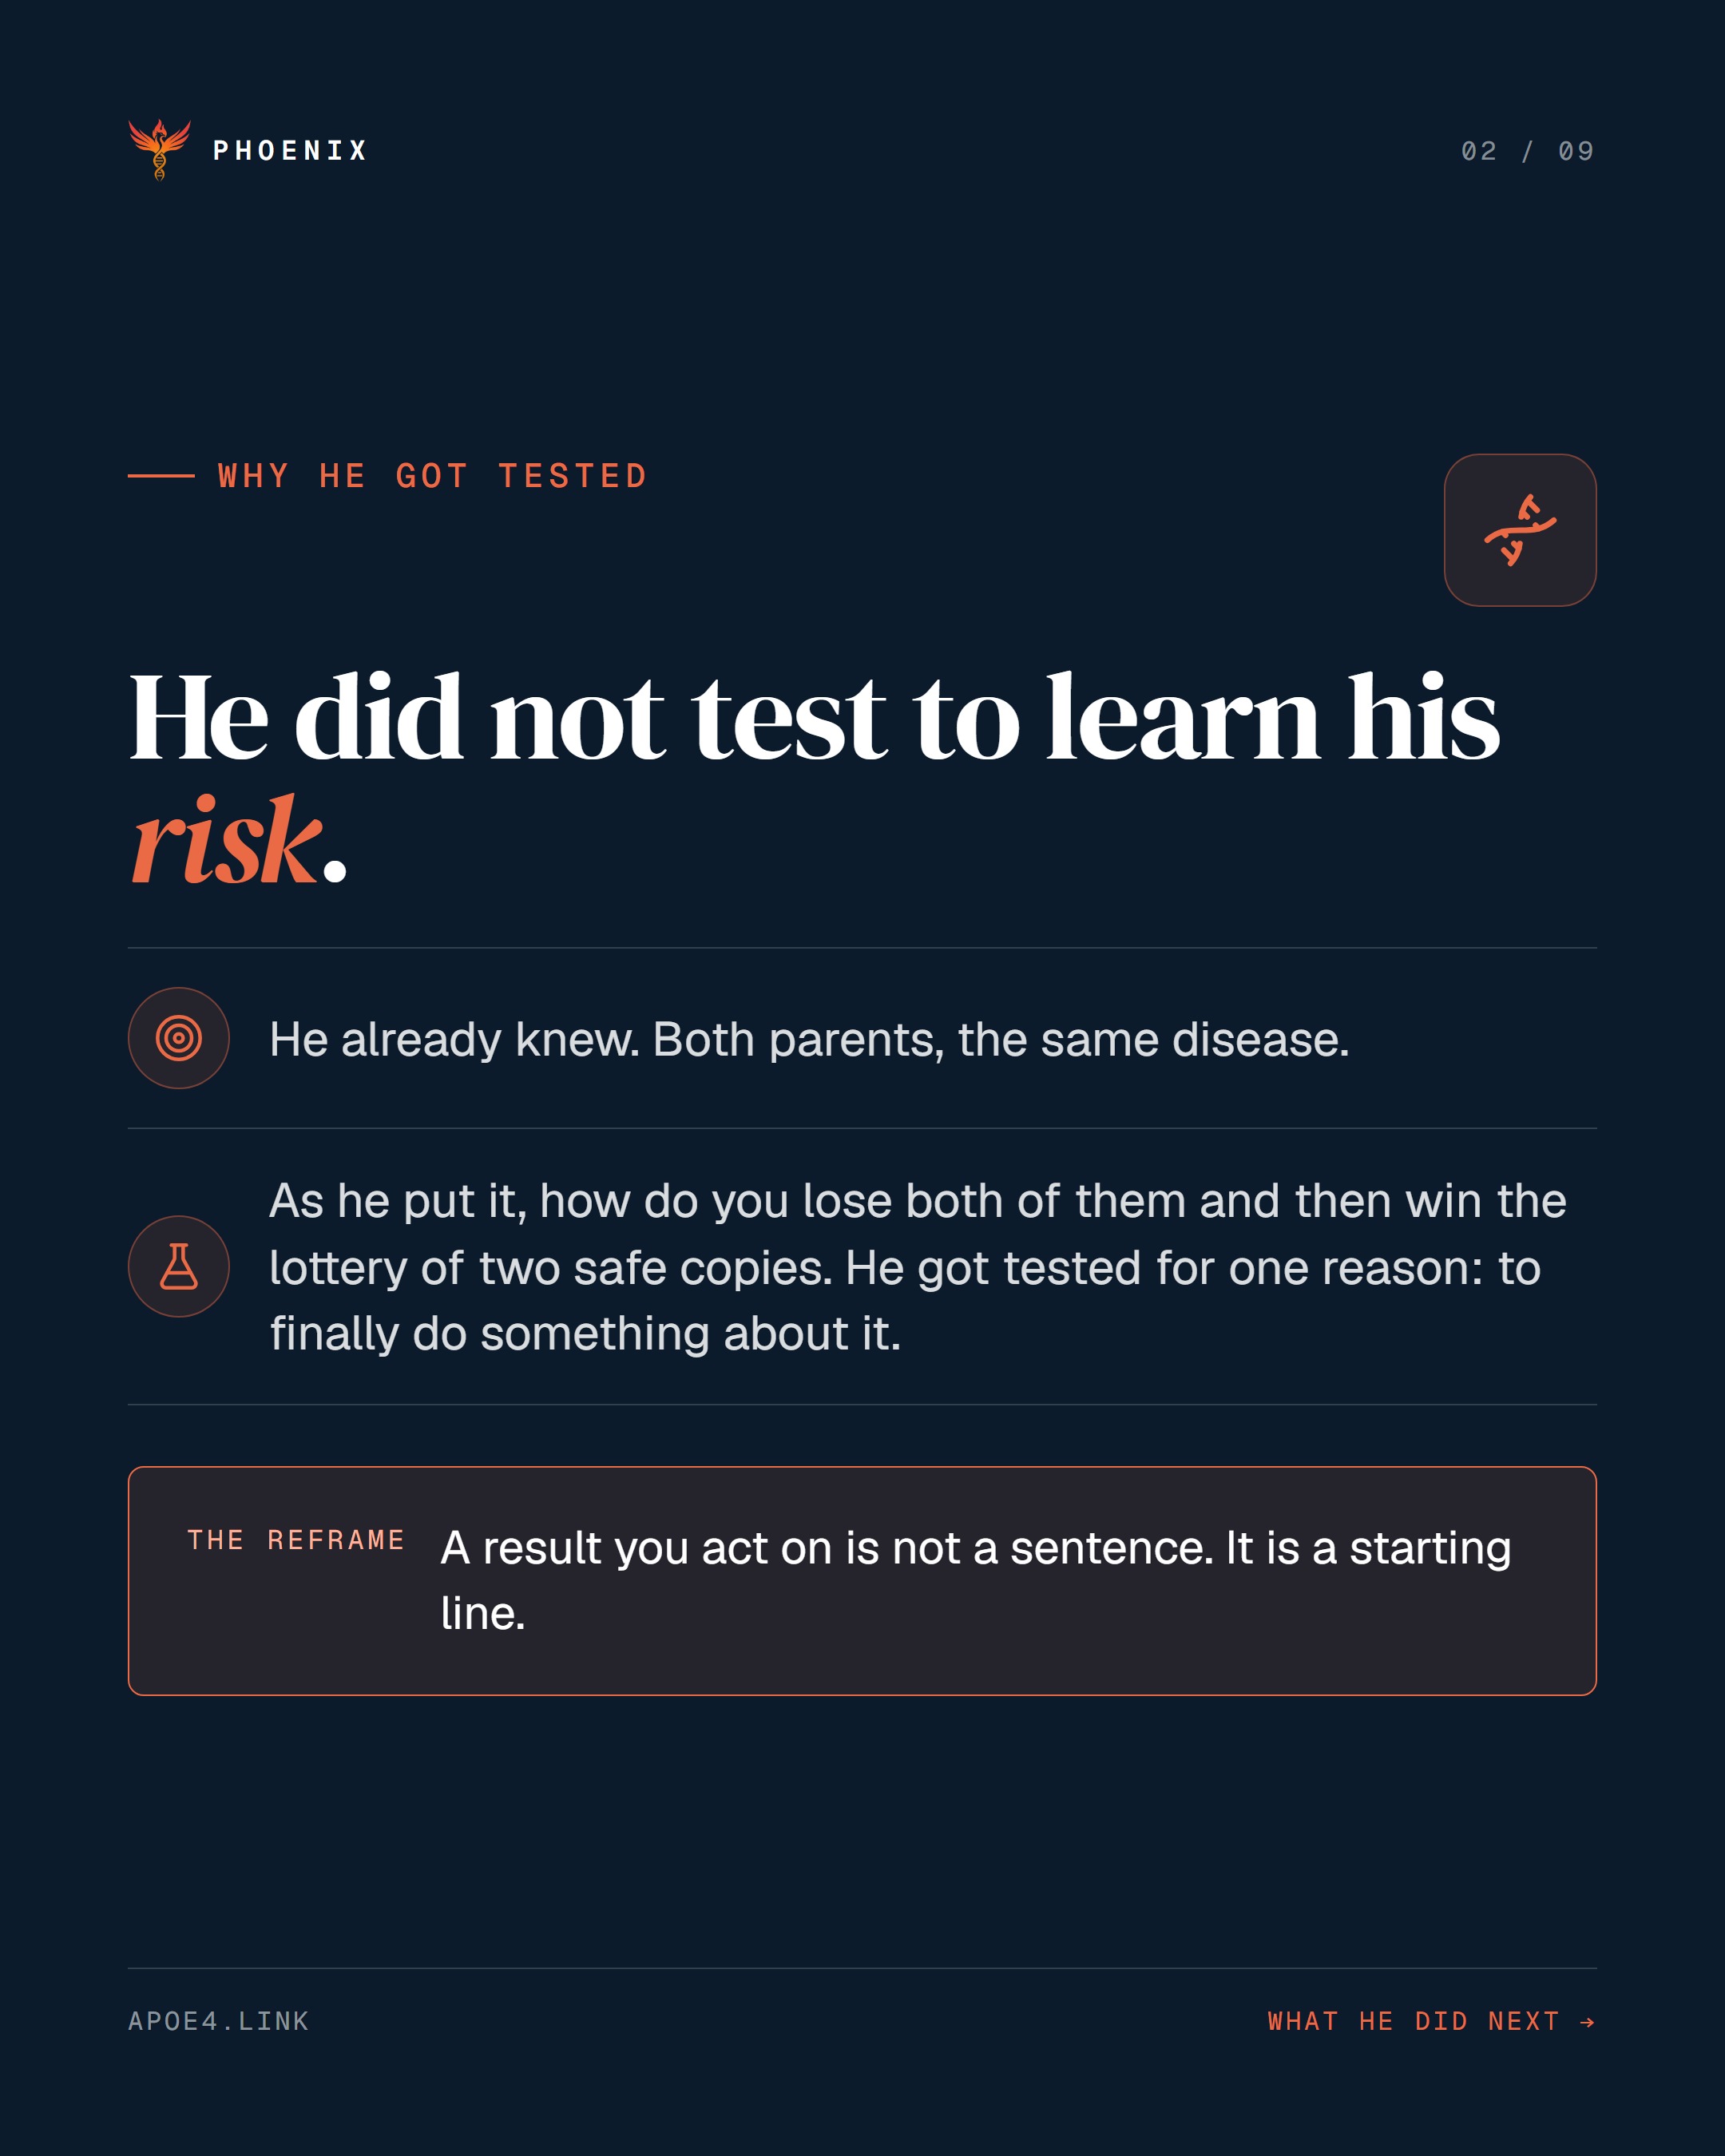 PHOENIX
02 / 09
WHY HE GOT TESTED
He did not test to learn his
risk.
He already knew. Both parents, the same disease.
As he put it, how do you lose both of them and then win the
lottery of two safe copies. He got tested for one reason: to
finally do something about it.
THE REFRAME
A result you act on is not a sentence. It is a starting
line.
APOE4.LINK
WHAT HE DID NEXT →